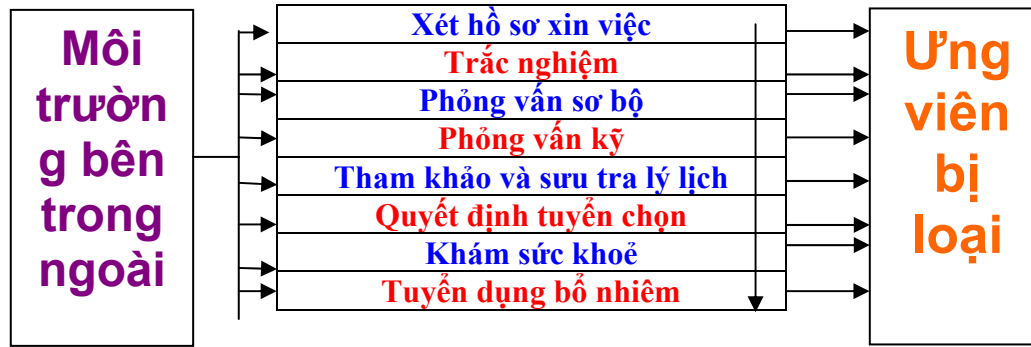 Môi
trườn
g bên
trong
ngoài
Xét hồ sơ xin việc
Trắc nghiệm
Phỏng vấn sơ bộ
Phỏng vấn kỹ
Tham khảo và sưu tra lý lịch
Quyết định tuyển chọn
Khám sức khoẻ
Tuyển dụng bổ nhiêm
Ưng
viên
bị
loại